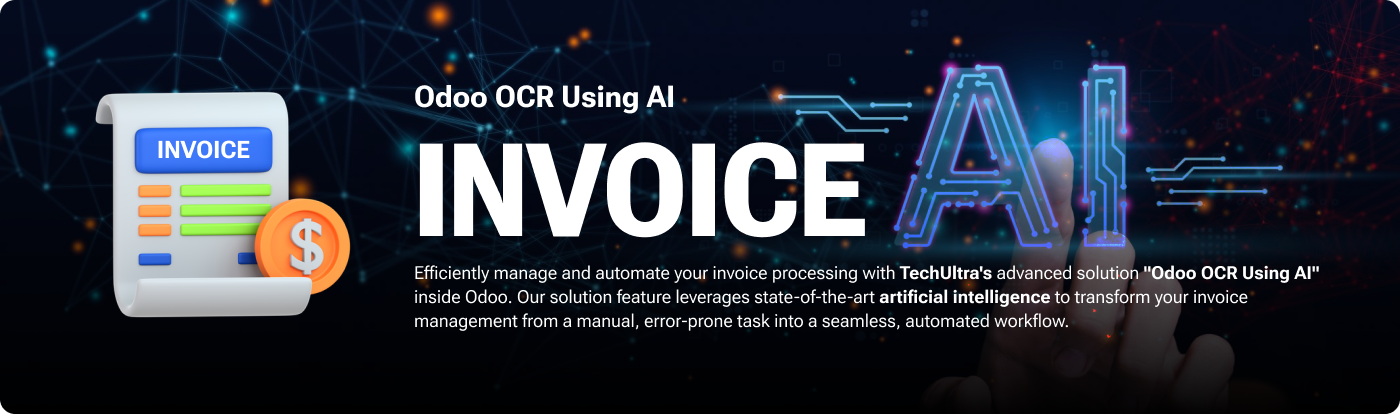 INVOICE
$
Odoo OCR Using AI
INVOICE AI
Efficiently manage and automate your invoice processing with TechUltra's advanced solution "Odoo OCR Using AI"
inside Odoo. Our solution feature leverages state-of-the-art artificial intelligence to transform your invoice
management from a manual, error-prone task into a seamless, automated workflow.